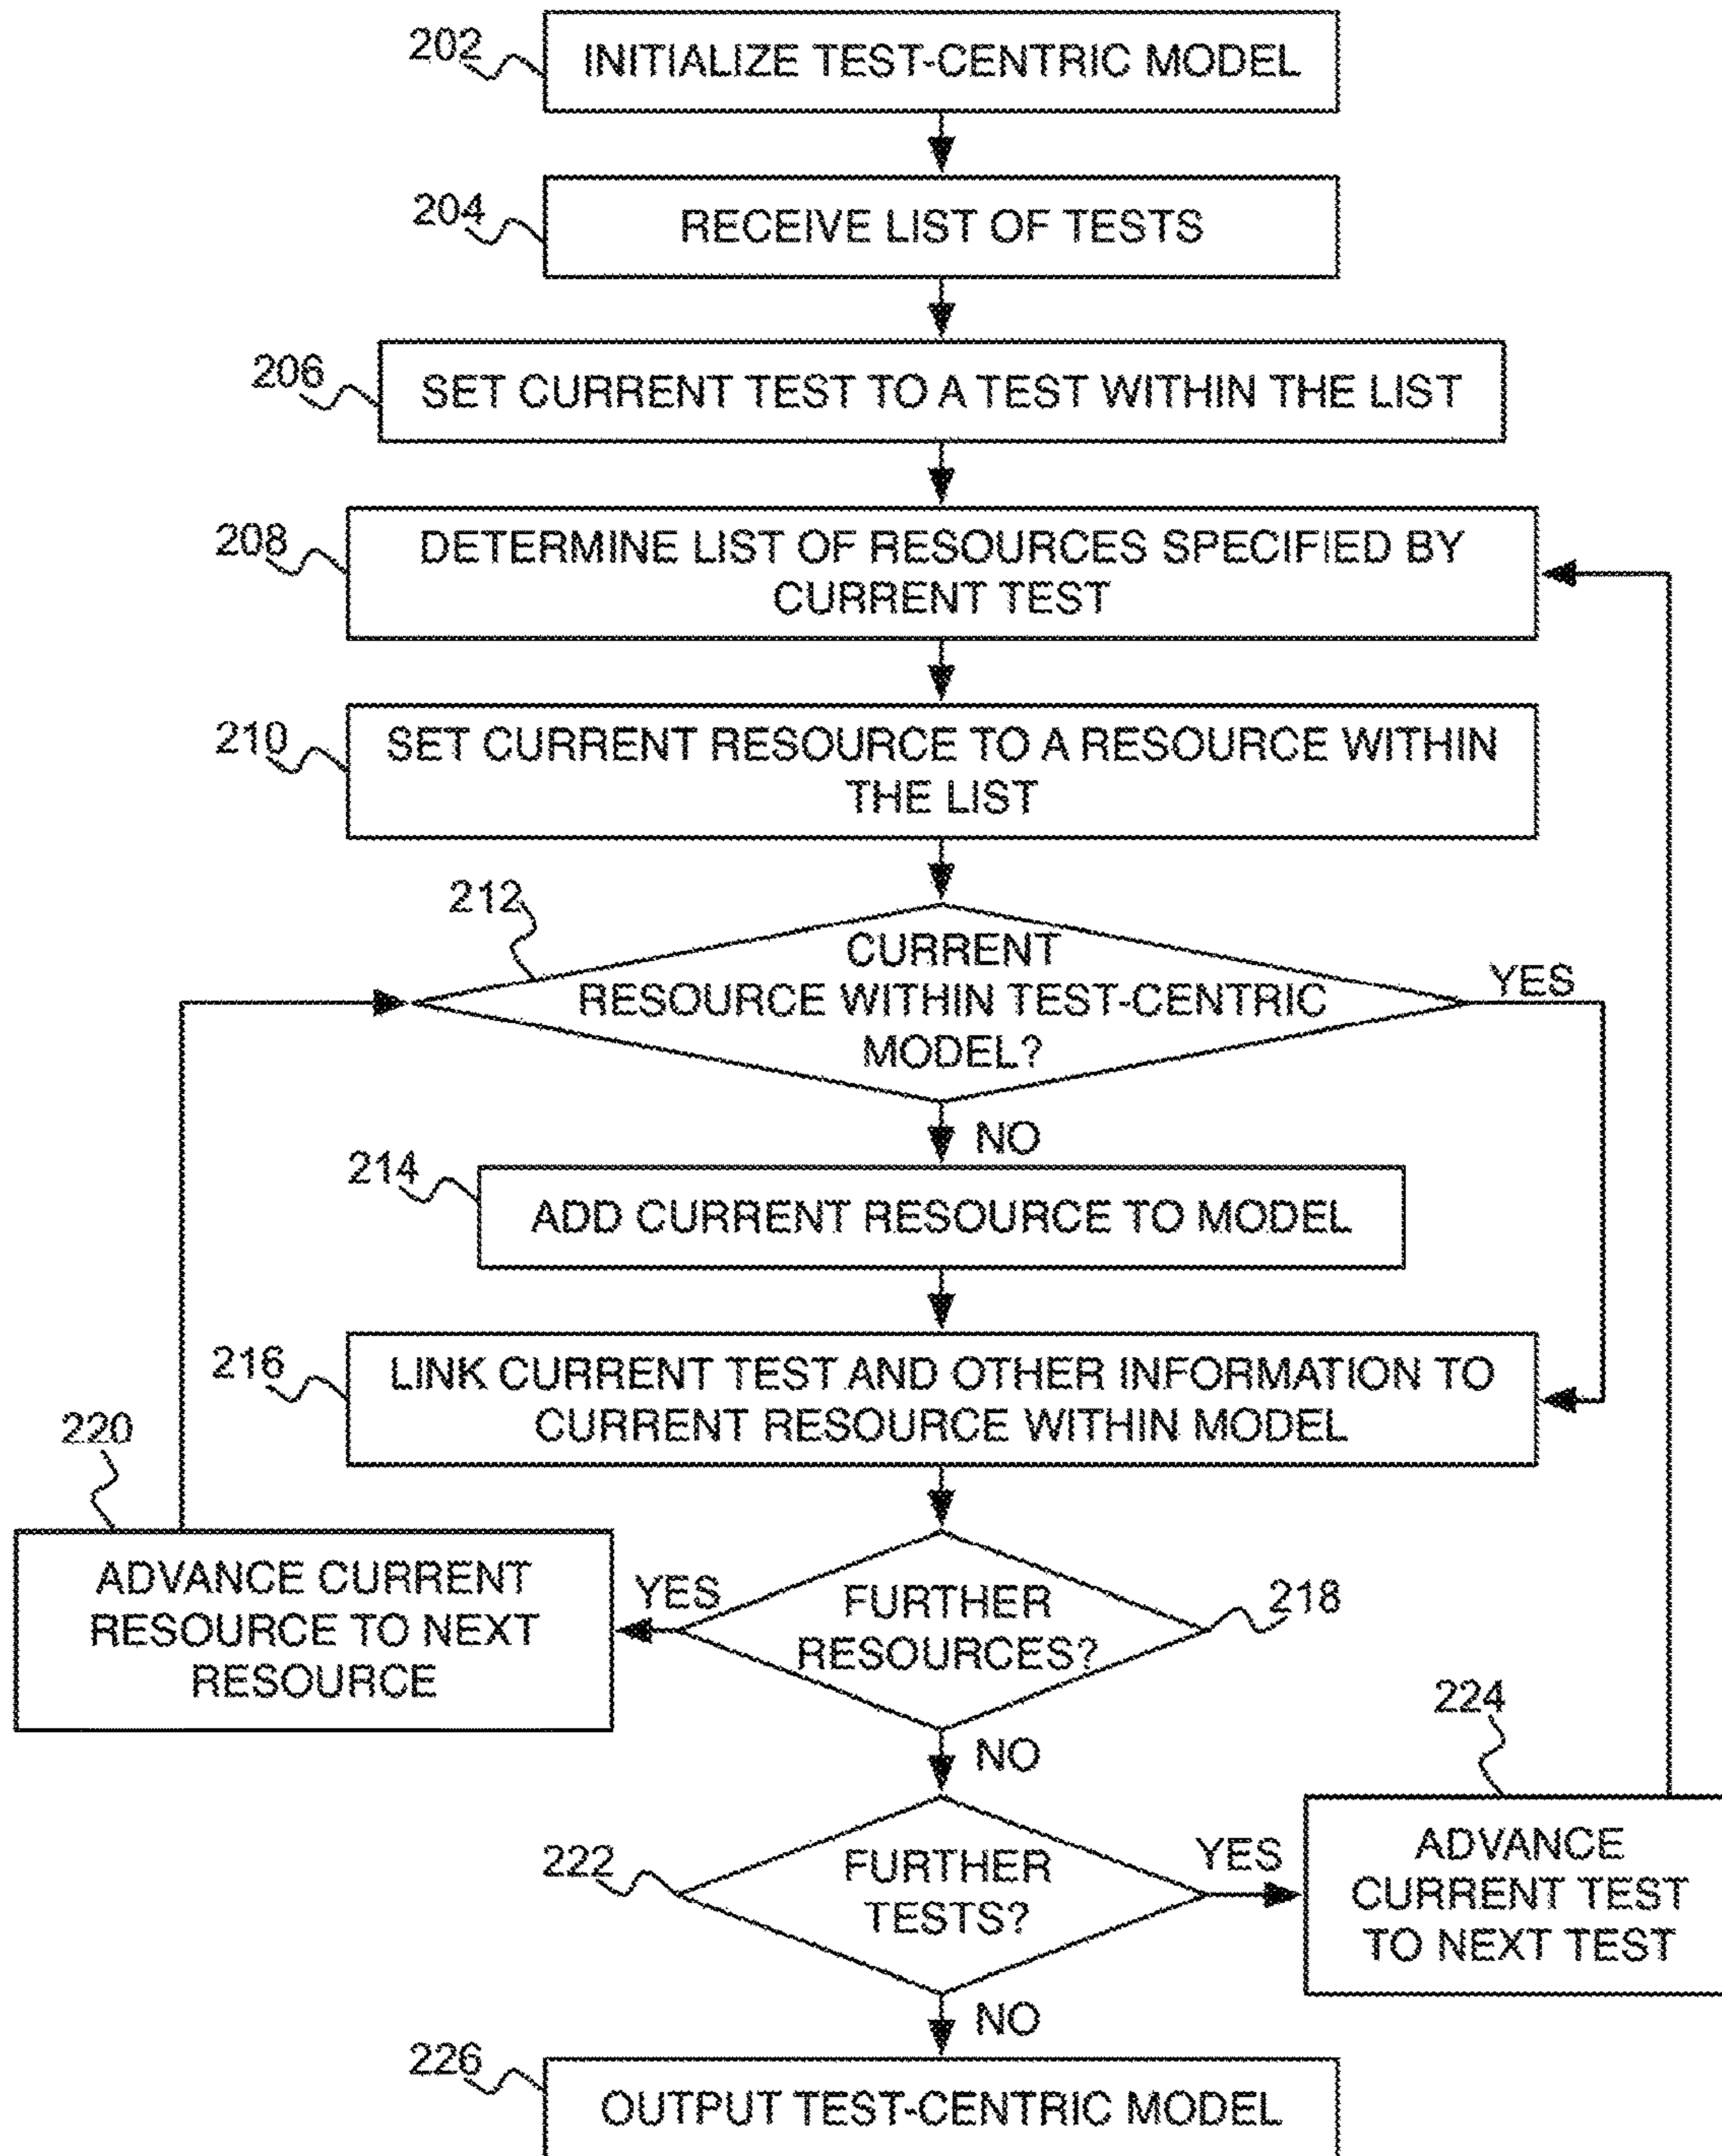 202
INITIALIZE TEST-CENTRIC MODEL
204
RECEIVE LIST OF TESTS
206
SET CURRENT TEST TO A TEST WITHIN THE LIST
208
DETERMINE LIST OF RESOURCES SPECIFIED BY
CURRENT TEST
210
SET CURRENT RESOURCE TO A RESOURCE WITHIN
THE LIST
212
CURRENT
RESOURCE WITHIN TEST-CENTRIC
MODEL?
YES
NO
214
ADD CURRENT RESOURCE TO MODEL
216
LINK CURRENT TEST AND OTHER INFORMATION TO
CURRENT RESOURCE WITHIN MODEL
220
ADVANCE CURRENT
RESOURCE TO NEXT
RESOURCE
YES
FURTHER
RESOURCES?
218
NO
222
FURTHER
TESTS?
YES
224
ADVANCE
CURRENT TEST
TO NEXT TEST
NO
226
OUTPUT TEST-CENTRIC MODEL